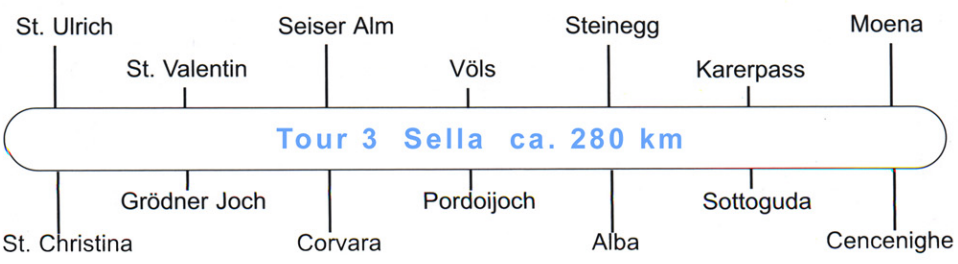 St. Ulrich Seiser Alm Steinegg Moena
St. Valentin Völs Karerpass
Tour 3 Sella ca. 280 km
Grödner Joch Pordoijoch Sottoguda
St. Christina Corvara Alba Cencenighe